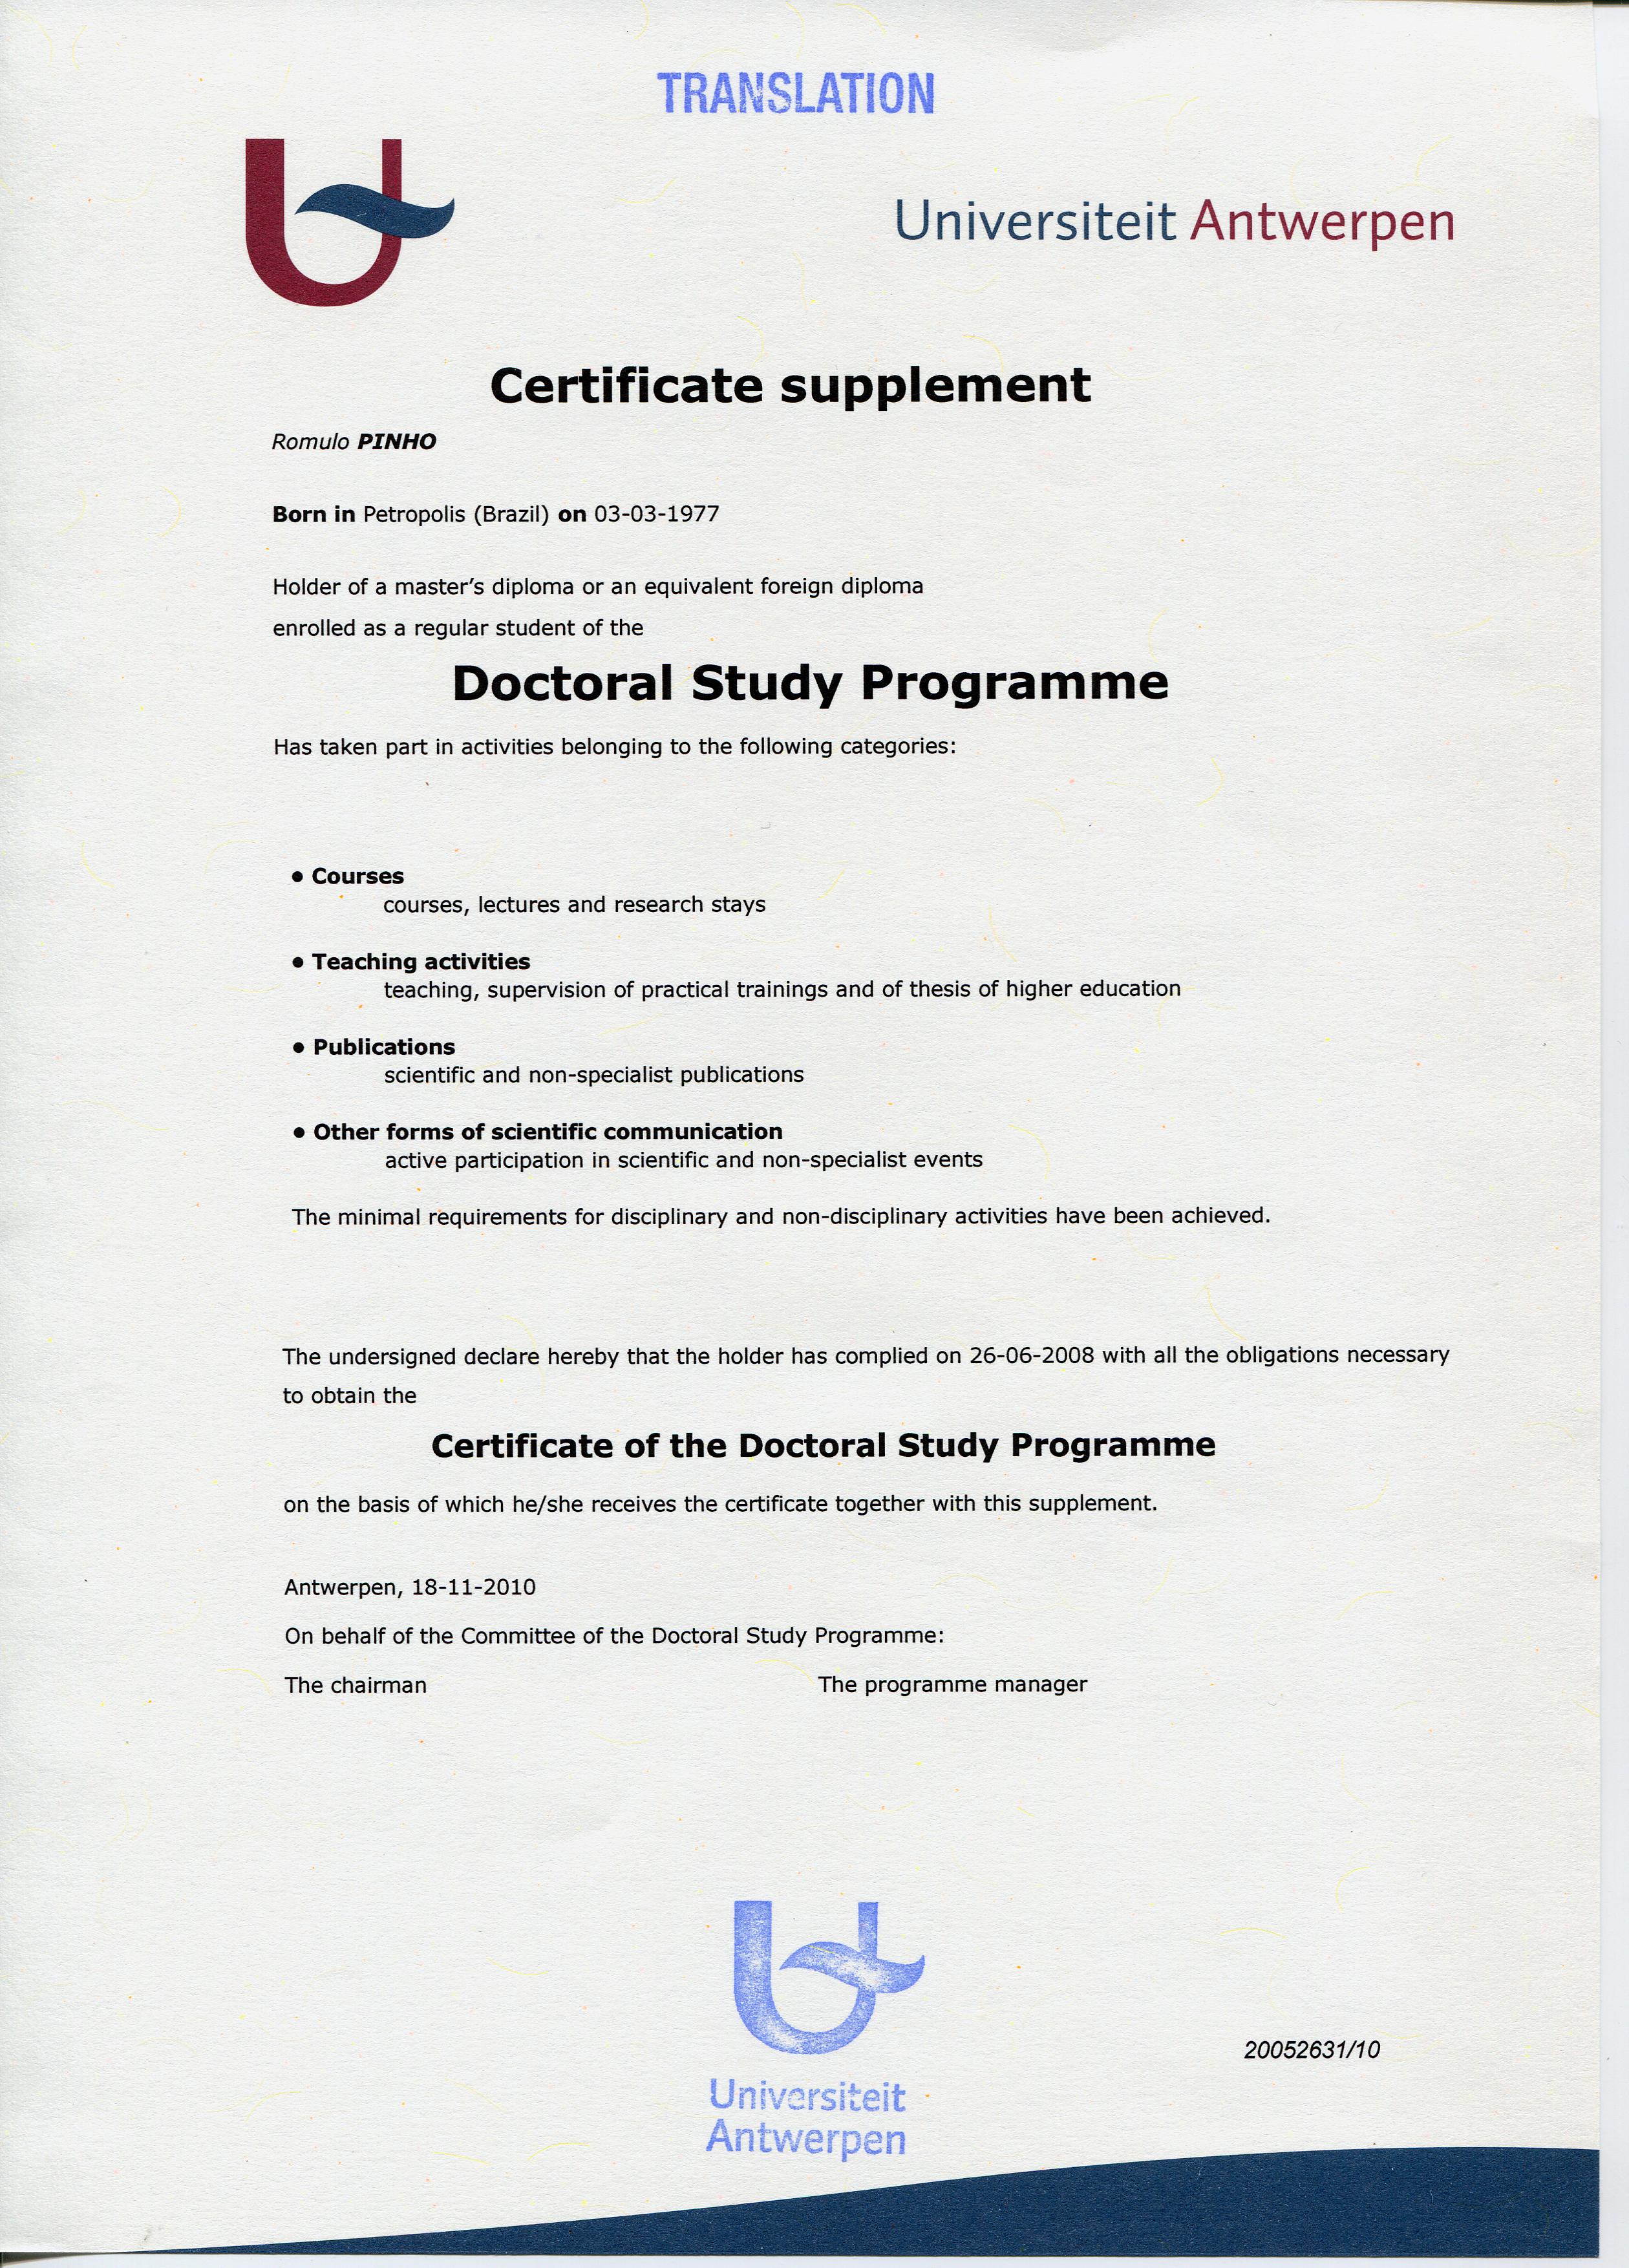 TRANSLATION
Universiteit Antwerpen
Certificate supplement
Romulo PINHO
Born in Petropolis (Brazil) on 03-03-1977
Holder of a master's diploma or an equivalent foreign diploma
enrolled as a regular student of the
Doctoral Study Programme
Has taken part in activities belonging to the following categories:
• Courses
courses, lectures and research stays
• Teaching activities
teaching, supervision of practical trainings and of thesis of higher education
• Publications
scientific and non-specialist publications
• Other forms of scientific communication
active participation in scientific and non-specialist events
The minimal requirements for disciplinary and non-disciplinary activities have been achieved.
The undersigned declare hereby that the holder has complied on 26-06-2008 with all the obligations necessary
to obtain the
Certificate of the Doctoral Study Programme
on the basis of which he/she receives the certificate together with this supplement.
Antwerpen, 18-11-2010
On behalf of the Committee of the Doctoral Study Programme:
The chairman The programme manager
20052631/10
Universiteit
Antwerpen